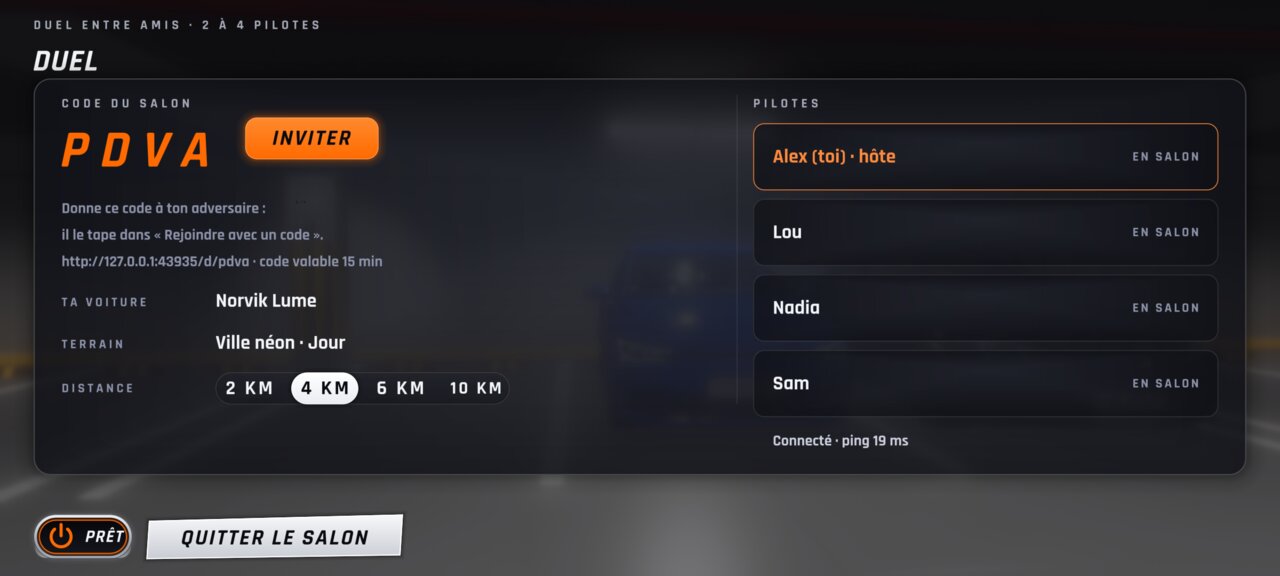 DUEL ENTRE AMIS · 2 À 4 PILOTES
DUEL
CODE DU SALON
PDVA
INVITER
Donne ce code à ton adversaire :
il le tape dans « Rejoindre avec un code ».
http://127.0.0.1:43935/d/pdva · code valable 15 min
TA VOITURE Norvik Lume
TERRAIN Ville néon · Jour
DISTANCE 2 KM 4 KM 6 KM 10 KM
PILOTES
Alex (toi) · hôte EN SALON
Lou EN SALON
Nadia EN SALON
Sam EN SALON
Connecté · ping 19 ms
PRÊT
QUITTER LE SALON